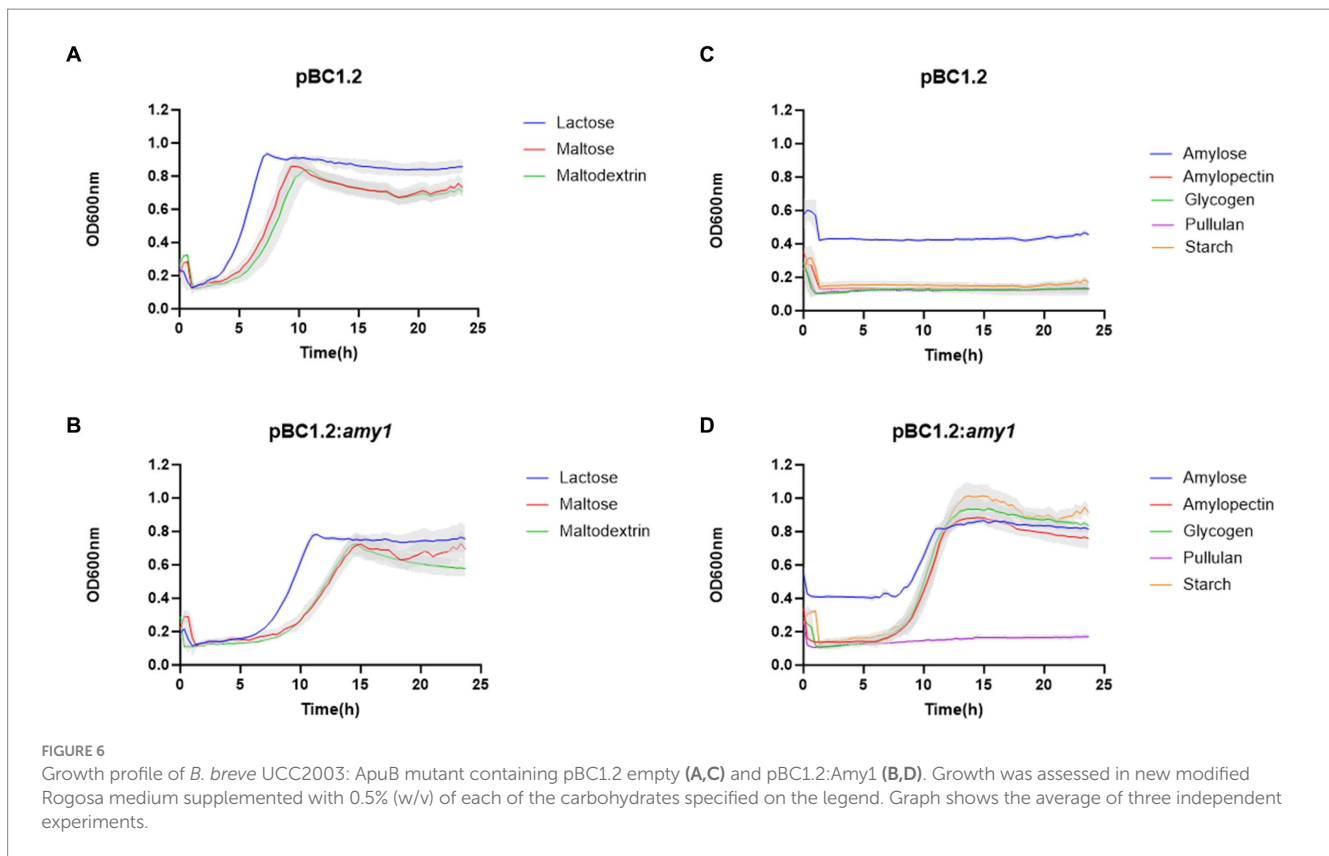 A
pBC1.2
1.2
1.0
0.8
0.6
0.4
0.2
0.0
OD600nm
0 5 10 15 20 25
Time(h)
Lactose
Maltose
Maltodextrin
C
pBC1.2
1.2
1.0
0.8
0.6
0.4
0.2
0.0
OD600nm
0 5 10 15 20 25
Time(h)
Amylose
Amylopectin
Glycogen
Pullulan
Starch
B
pBC1.2:amy1
1.2
1.0
0.8
0.6
0.4
0.2
0.0
OD600nm
0 5 10 15 20 25
Time(h)
Lactose
Maltose
Maltodextrin
D
pBC1.2:amy1
1.2
1.0
0.8
0.6
0.4
0.2
0.0
OD600nm
0 5 10 15 20 25
Time(h)
Amylose
Amylopectin
Glycogen
Pullulan
Starch
FIGURE 6
Growth profile of B. breve UCC2003: ApuB mutant containing pBC1.2 empty (A,C) and pBC1.2:Amy1 (B,D). Growth was assessed in new modified
Rogosa medium supplemented with 0.5% (w/v) of each of the carbohydrates specified on the legend. Graph shows the average of three independent
experiments.